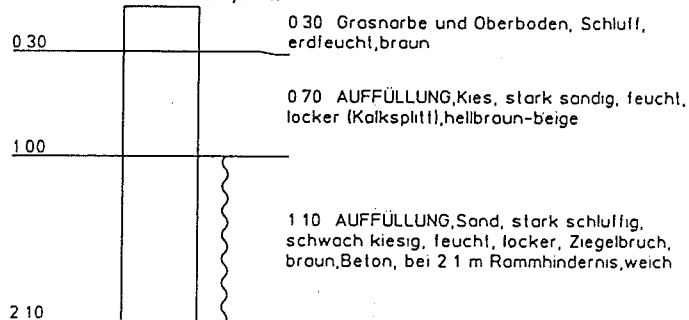 0 30 Grasnarbe und Oberboden, Schluff,
erdfeucht,braun
0 30
0 70 AUFFÜLLUNG,Kies, stark sandig, feucht,
locker (Kalksplitt),hellbraun-beige
1 00
1 10 AUFFÜLLUNG,Sand, stark schluffig,
schwach kiesig, feucht, locker, Ziegelbruch,
braun,Beton, bei 2 1 m Rammhindernis,weich
2 10